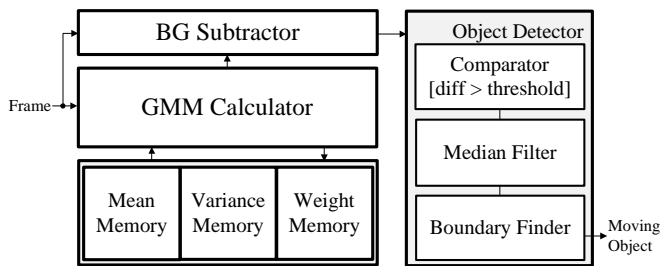 Frame
BG Subtractor
GMM Calculator
Mean
Memory
Variance
Memory
Weight
Memory
Object Detector
Comparator
[diff > threshold]
Median Filter
Boundary Finder
Moving
Object